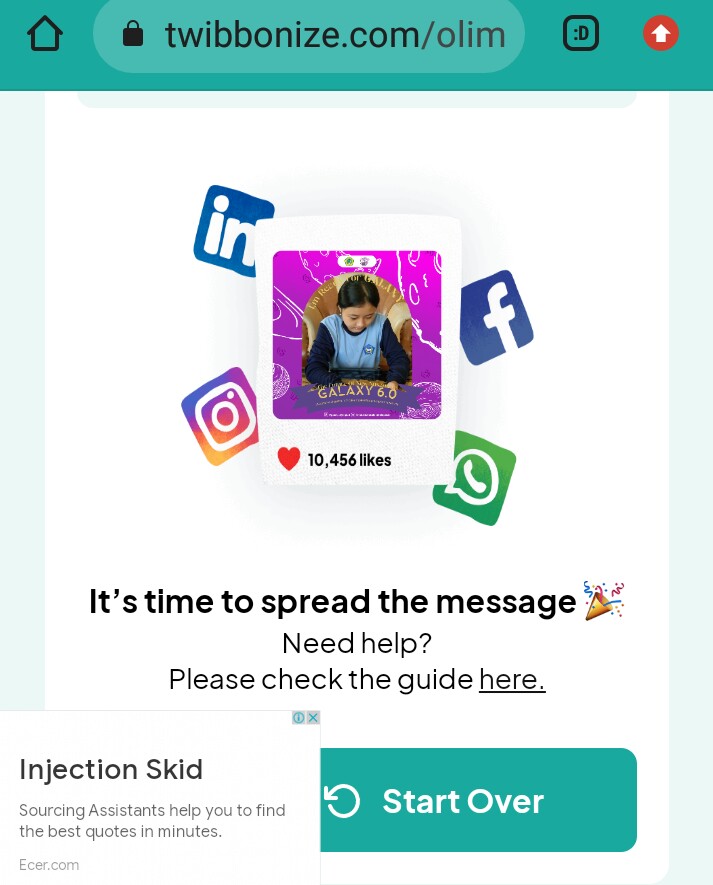 twibbonize.com/olim
:D
in
GALAXY 6.0
10,456 likes
It's time to spread the message
Need help?
Please check the guide here.
Injection Skid
Sourcing Assistants help you to find
the best quotes in minutes.
Ecer.com
Start Over